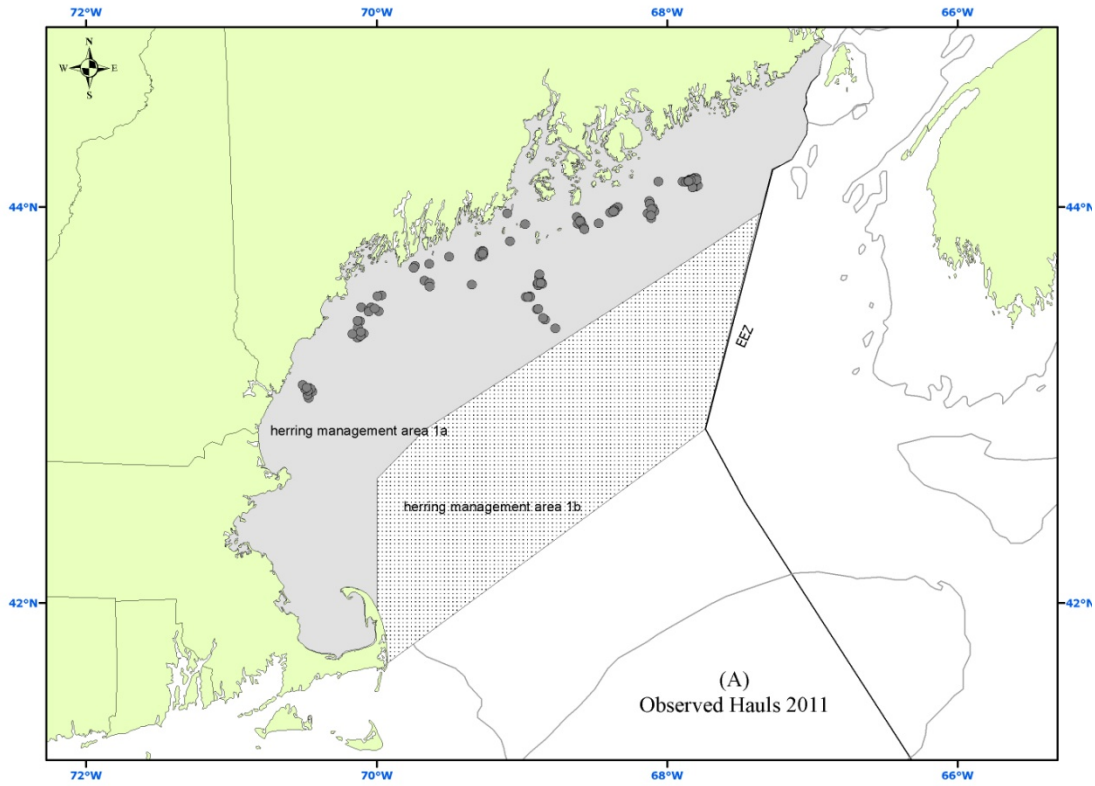 72°W
70°W
68°W
66°W
N
W E
S
44°N
44°N
EEZ
herring management area 1a
herring management area 1b
42°N
42°N
(A)
Observed Hauls 2011
72°W
70°W
68°W
66°W